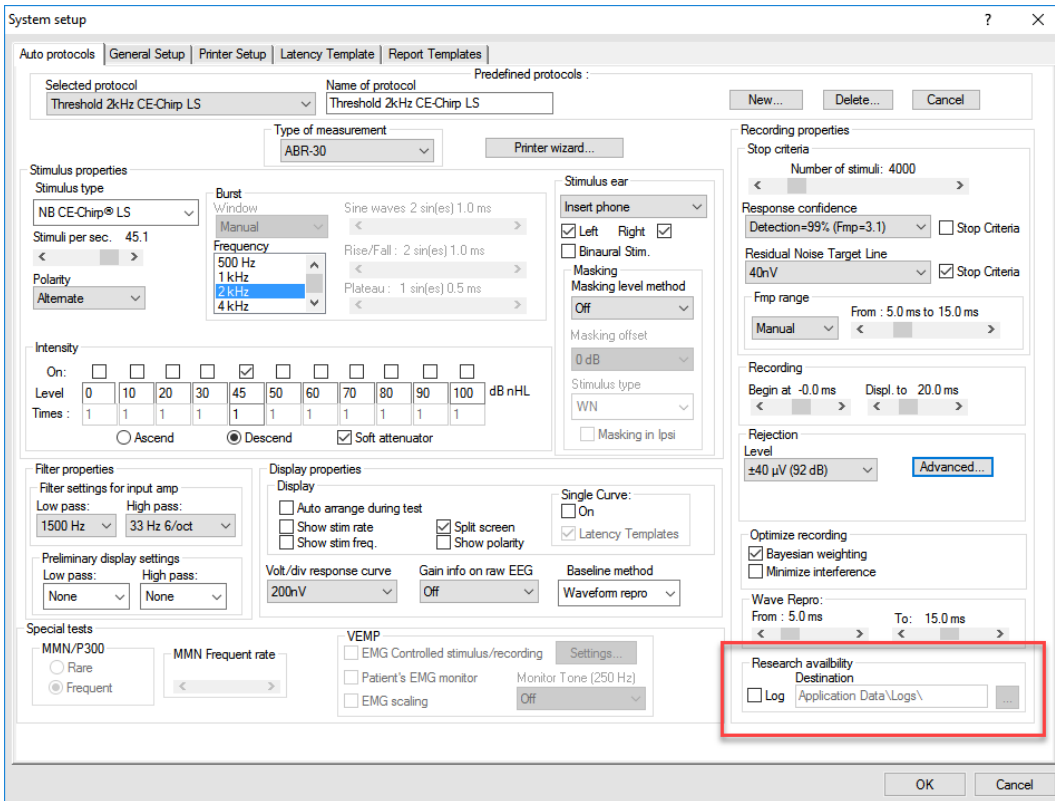 System setup
Auto protocols General Setup Printer Setup Latency Template Report Templates
Predefined protocols :
Selected protocol
Threshold 2kHz CE-Chirp LS
Name of protocol
Threshold 2kHz CE-Chirp LS
New... Delete... Cancel
Type of measurement
ABR-30
Printer wizard...
Stimulus properties
Stimulus type
NB CE-Chirp® LS
Stimuli per sec. 45.1
Polarity
Alternate
Burst
Window
Manual
Frequency
500 Hz
1 kHz
2 kHz
4 kHz
Sine waves 2 sin(es) 1.0 ms
Rise/Fall : 2 sin(es) 1.0 ms
Plateau : 1 sin(es) 0.5 ms
Intensity
On:
Level 0 10 20 30 45 50 60 70 80 90 100 dB nHL
Times : 1 1 1 1 1 1 1 1 1 1 1
Ascend Descend Soft attenuator
Stimulus ear
Insert phone
Left Right
Binaural Stim.
Masking
Masking level method
Off
Masking offset
0 dB
Stimulus type
WN
Masking in Ipsi
Filter properties
Filter settings for input amp
Low pass: High pass:
1500 Hz 33 Hz 6/oct
Preliminary display settings
Low pass: High pass:
None None
Display properties
Display
Auto arrange during test
Show stim rate Split screen
Show stim freq. Show polarity
Single Curve:
On
Latency Templates
Volt/div response curve Gain info on raw EEG Baseline method
200nV Off Waveform repro
Special tests
MMN/P300
Rare
Frequent
MMN Frequent rate
VEMP
EMG Controlled stimulus/recording Settings...
Patient's EMG monitor Monitor Tone (250 Hz)
EMG scaling Off
Recording properties
Stop criteria
Number of stimuli: 4000
Response confidence
Detection=99% (Fmp=3.1) Stop Criteria
Residual Noise Target Line
40nV Stop Criteria
Fmp range
From : 5.0 ms to 15.0 ms
Manual
Recording
Begin at -0.0 ms Displ. to 20.0 ms
Rejection
Level
±40 µV (92 dB) Advanced...
Optimize recording
Bayesian weighting
Minimize interference
Wave Repro:
From : 5.0 ms To: 15.0 ms
Research availbility
Destination
Log Application Data\Logs\ ...
OK Cancel